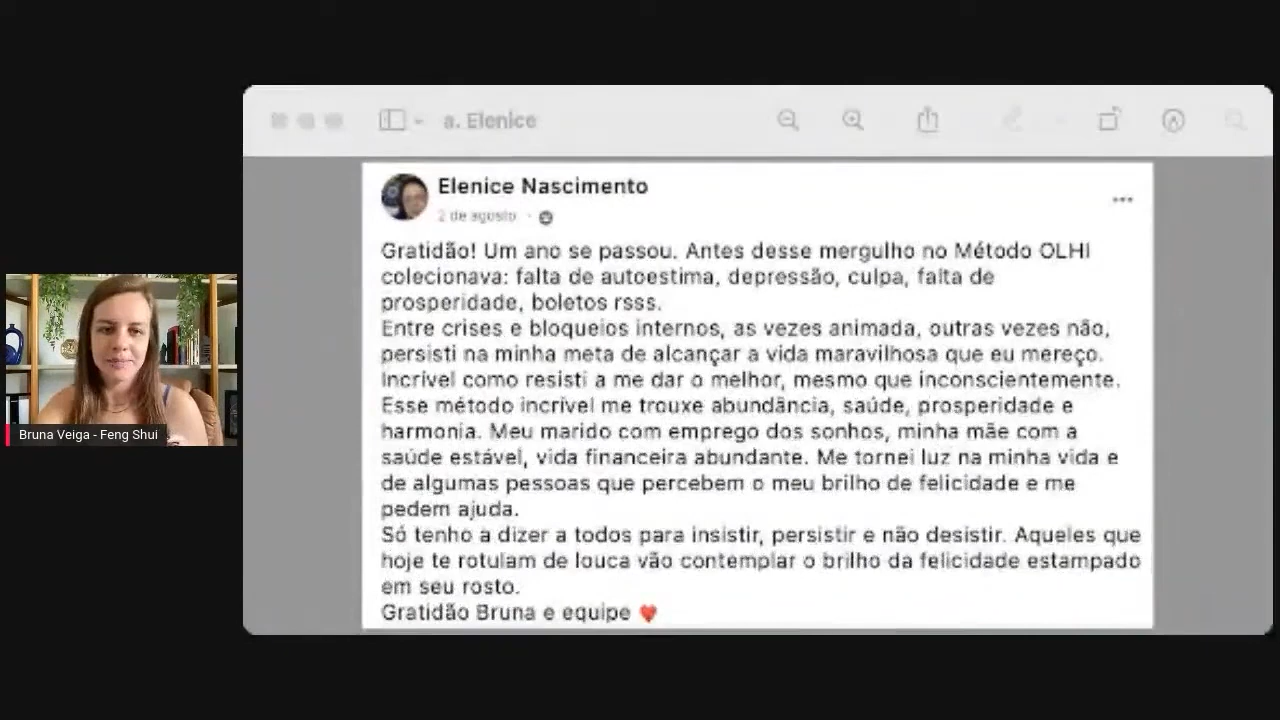 a. Elenice
Elenice Nascimento
2 de agosto ·
Gratidão! Um ano se passou. Antes desse mergulho no Método OLHI
colecionava: falta de autoestima, depressão, culpa, falta de
prosperidade, boletos rsss.
Entre crises e bloqueios internos, as vezes animada, outras vezes não,
persisti na minha meta de alcançar a vida maravilhosa que eu mereço.
Incrível como resisti a me dar o melhor, mesmo que inconscientemente.
Esse método incrível me trouxe abundância, saúde, prosperidade e
harmonia. Meu marido com emprego dos sonhos, minha mãe com a
saúde estável, vida financeira abundante. Me tornei luz na minha vida e
de algumas pessoas que percebem o meu brilho de felicidade e me
pedem ajuda.
Só tenho a dizer a todos para insistir, persistir e não desistir. Aqueles que
hoje te rotulam de louca vão contemplar o brilho da felicidade estampado
em seu rosto.
Gratidão Bruna e equipe ❤️
Bruna Veiga - Feng Shui